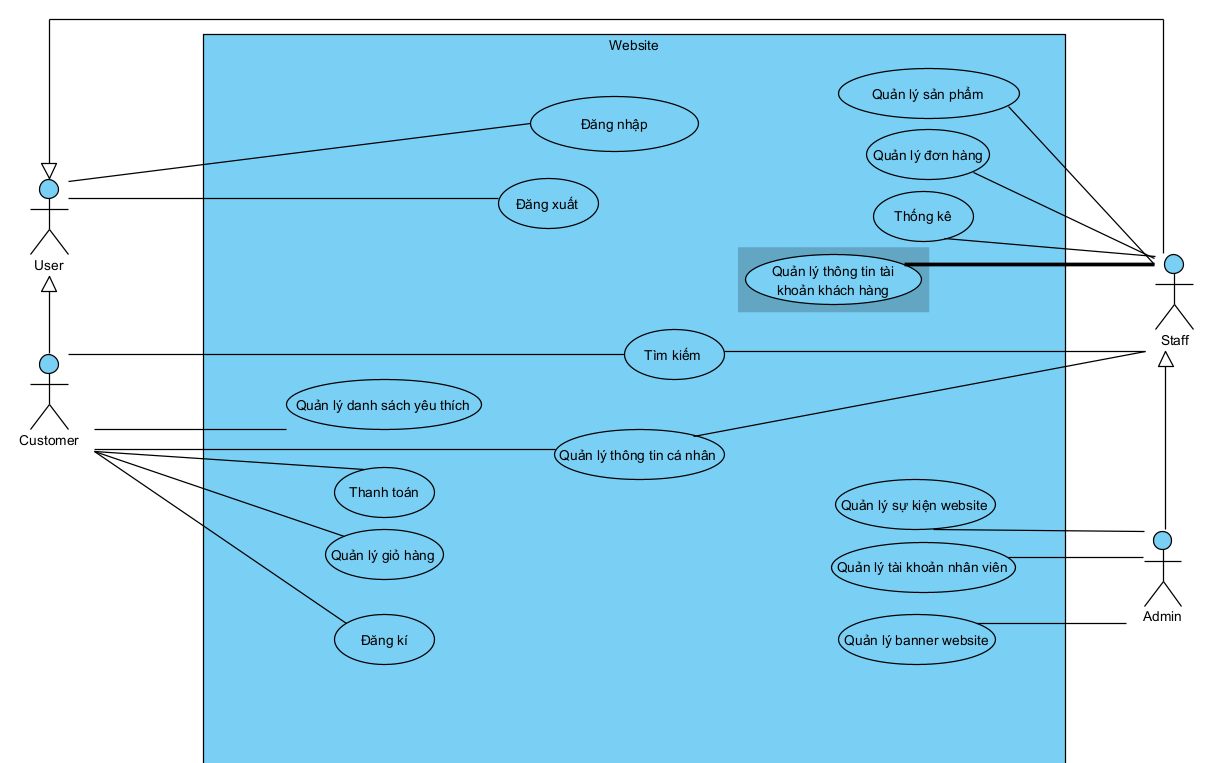 Website
Quản lý sản phẩm
Đăng nhập
Quản lý đơn hàng
Đăng xuất
Thống kê
User
Quản lý thông tin tài
khoản khách hàng
Staff
Tìm kiếm
Quản lý danh sách yêu thích
Customer
Quản lý thông tin cá nhân
Thanh toán
Quản lý sự kiện website
Quản lý giỏ hàng
Quản lý tài khoản nhân viên
Admin
Đăng kí
Quản lý banner website